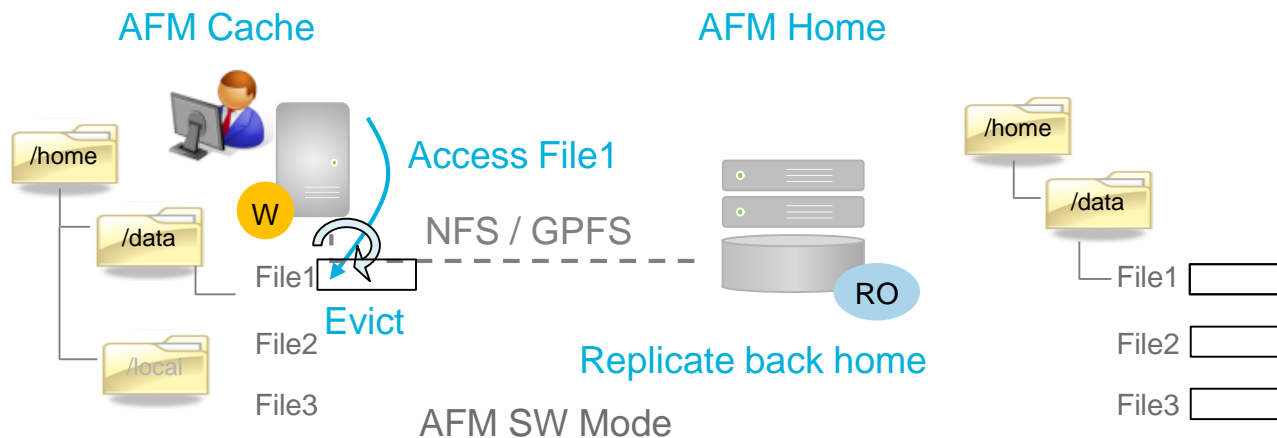 AFM Cache
AFM Home
/home
/home
Access File1
W
/data
NFS / GPFS
/data
File1
RO
File1
Evict
File2
/local
Replicate back home
File2
File3
AFM SW Mode
File3